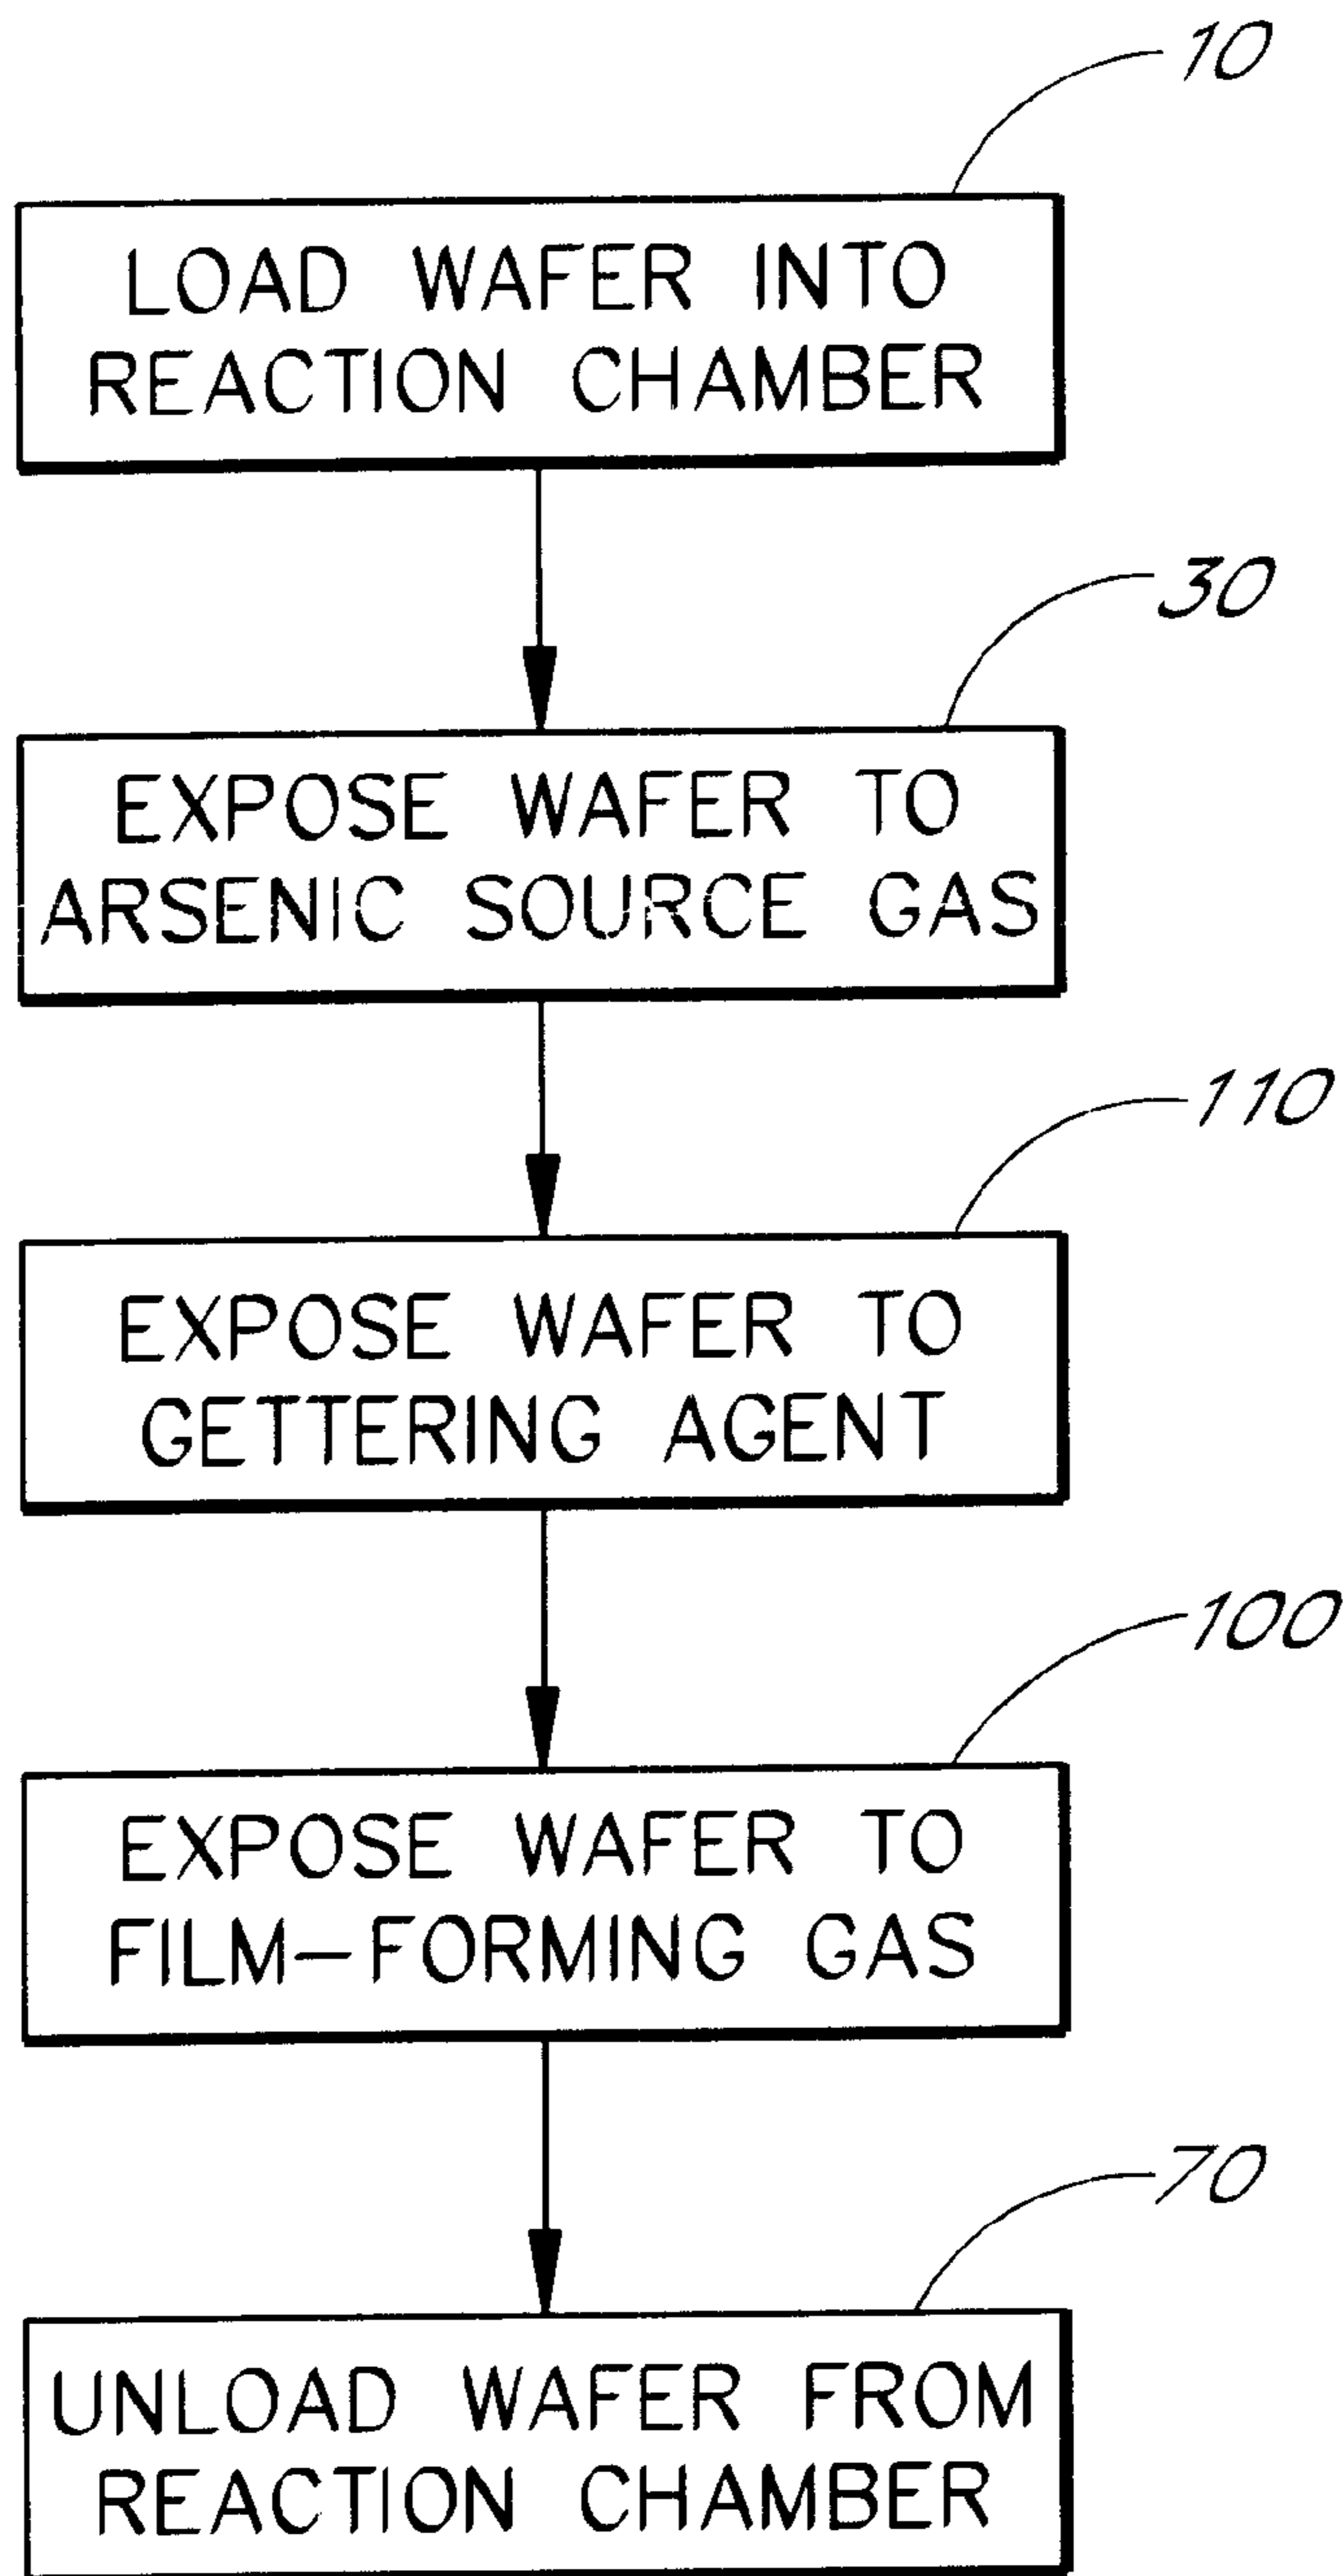 10
LOAD WAFER INTO
REACTION CHAMBER
30
EXPOSE WAFER TO
ARSENIC SOURCE GAS
110
EXPOSE WAFER TO
GETTERING AGENT
100
EXPOSE WAFER TO
FILM-FORMING GAS
70
UNLOAD WAFER FROM
REACTION CHAMBER